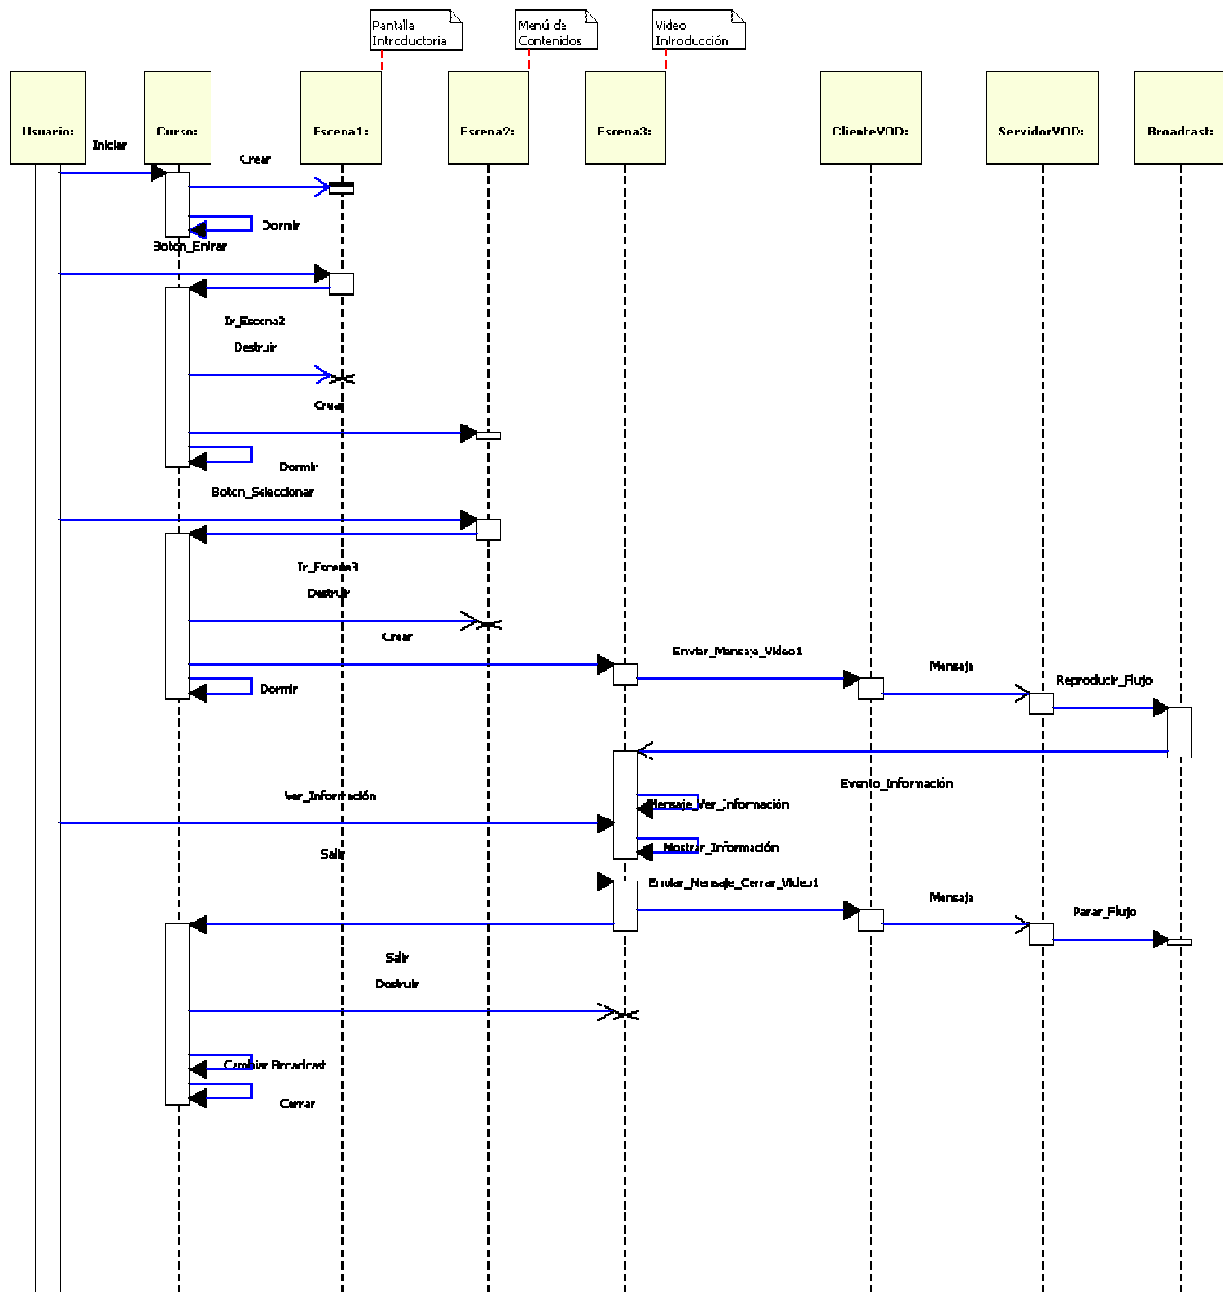 Pantalla
Introductoria
Menú de
Contenidos
Video
Introducción
Usuario:
Curso:
Escena1:
Escena2:
Escena3:
ClienteVOD:
ServidorVOD:
Broadcast:
Iniciar
Crear
Dormir
Boton_Entrar
Ir_Escena2
Destruir
Crear
Dormir
Boton_Seleccionar
Ir_Escena3
Destruir
Crear
Enviar_Mensaje_Video1
Mensaje
Reproducir_Flujo
Dormir
Evento_Información
Ver_Información
Mensaje_Ver_Información
Mostrar_Información
Salir
Enviar_Mensaje_Cerrar_Video1
Mensaje
Parar_Flujo
Salir
Destruir
Cambiar Broadcast
Cerrar